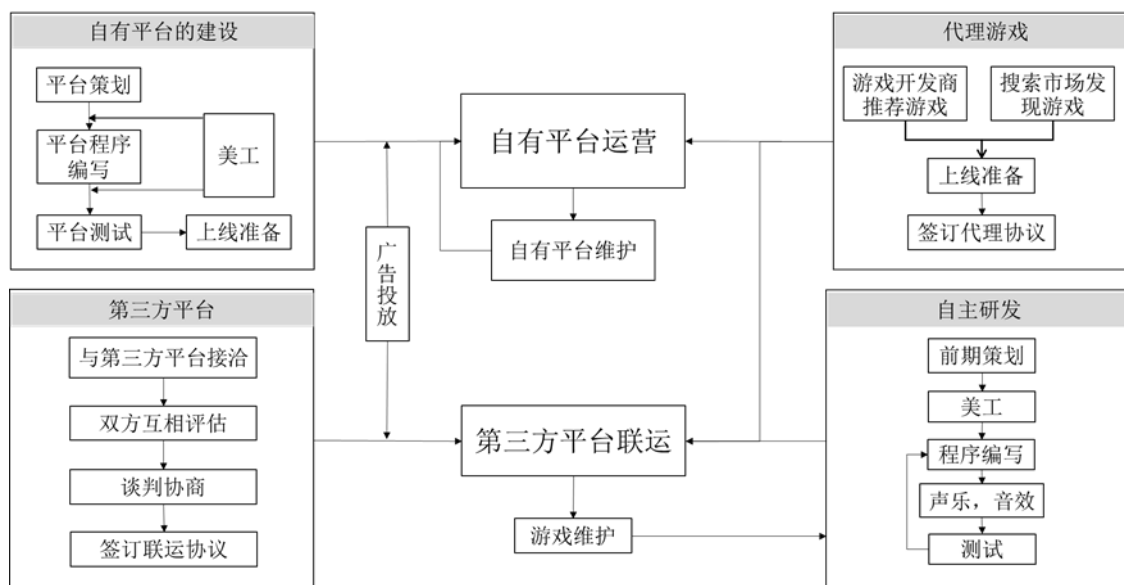 自有平台的建设
平台策划
平台程序
编写
美工
平台测试
上线准备
第三方平台
与第三方平台接洽
双方互相评估
谈判协商
签订联运协议
广告投放
自有平台运营
自有平台维护
第三方平台联运
游戏维护
代理游戏
游戏开发商
推荐游戏
搜索市场发
现游戏
上线准备
签订代理协议
自主研发
前期策划
美工
程序编写
声乐，音效
测试